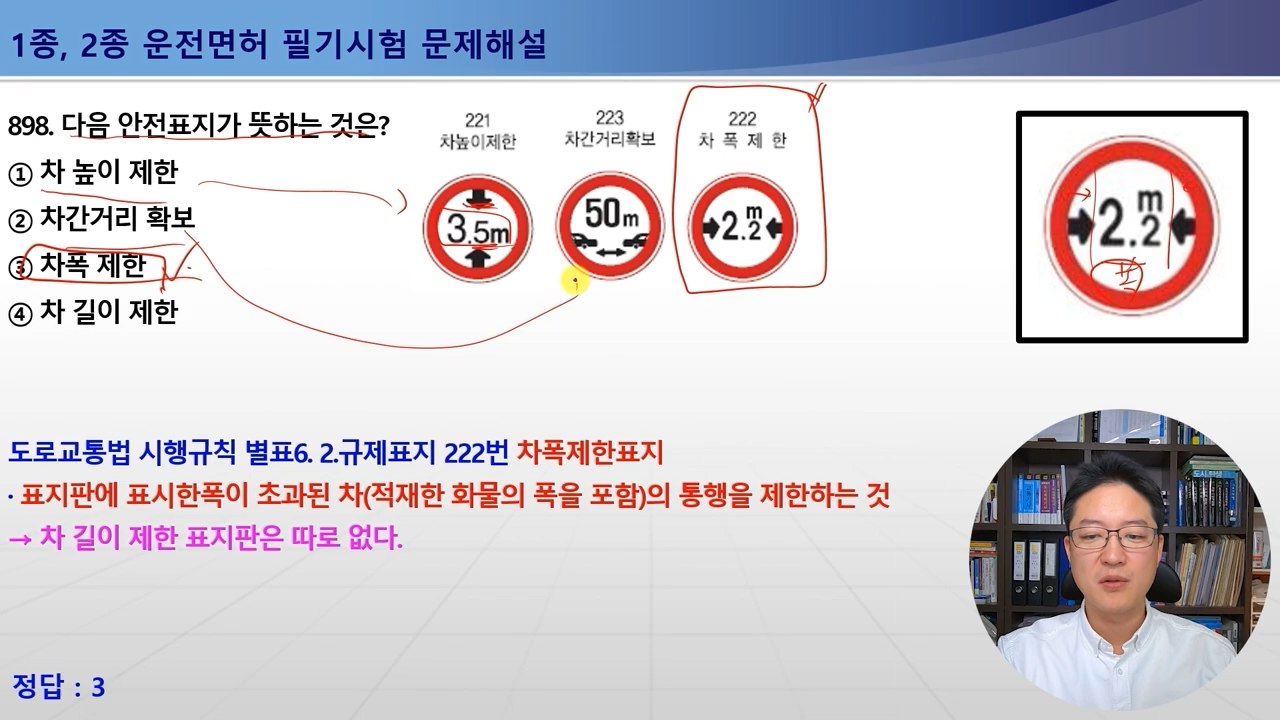 1종, 2종 운전면허 필기시험 문제해설
898. 다음 안전표지가 뜻하는 것은?
① 차 높이 제한
② 차간거리 확보
③ 차폭 제한
④ 차 길이 제한
221
차높이제한
3.5m
223
차간거리확보
50m
222
차 폭 제 한
2.2m
2.2m
폭
도로교통법 시행규칙 별표6. 2.규제표지 222번 차폭제한표지
· 표지판에 표시한폭이 초과된 차(적재한 화물의 폭을 포함)의 통행을 제한하는 것
→ 차 길이 제한 표지판은 따로 없다.
정답 : 3